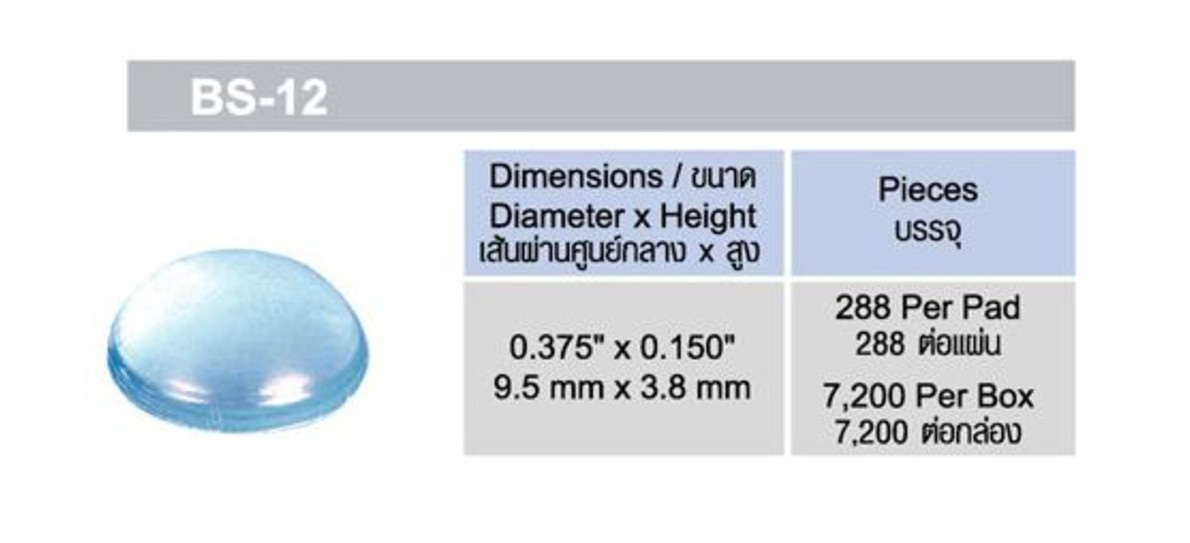 BS-12
Dimensions / ขนาด
Diameter x Height
เส้นผ่านศูนย์กลาง x สูง
Pieces
บรรจุ
0.375" x 0.150"
9.5 mm x 3.8 mm
288 Per Pad
288 ต่อแผ่น
7,200 Per Box
7,200 ต่อกล่อง